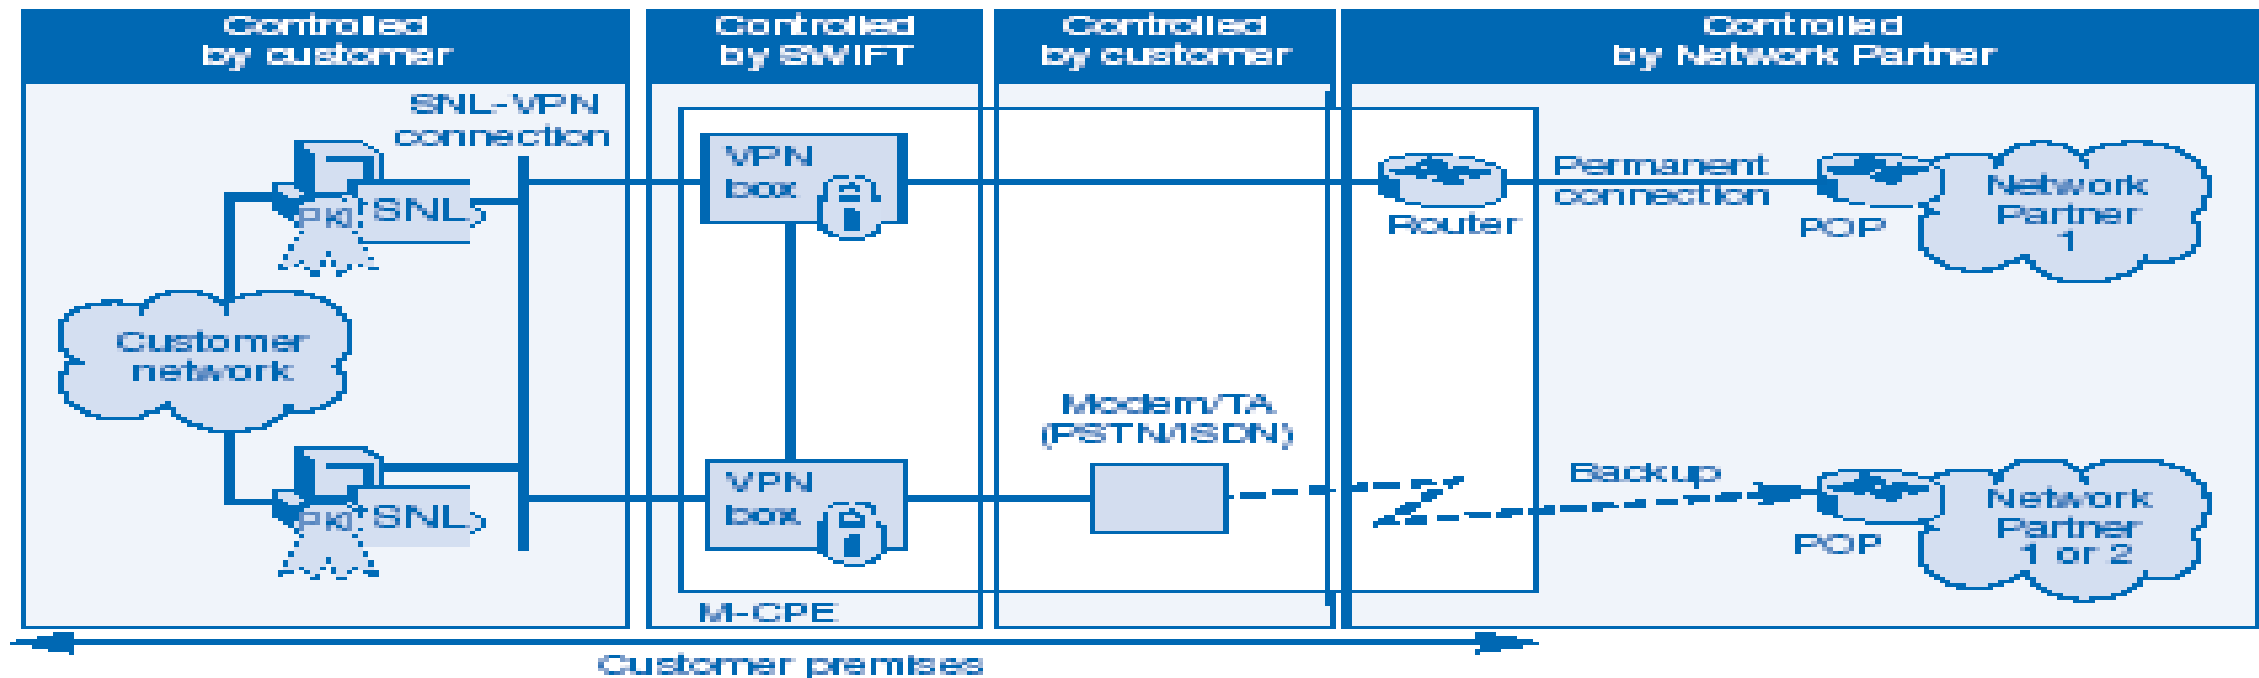 Controlled
by customer
Controlled
by SWIFT
Controlled
by customer
Controlled
by Network Partner
SNL-VPN
connection
PKI
SNL
Customer
network
PKI
SNL
VPN
box
VPN
box
M-CPE
Modem/TA
(PSTN/ISDN)
Router
Permanent
connection
POP
Network
Partner
1
Backup
POP
Network
Partner
1 or 2
Customer premises